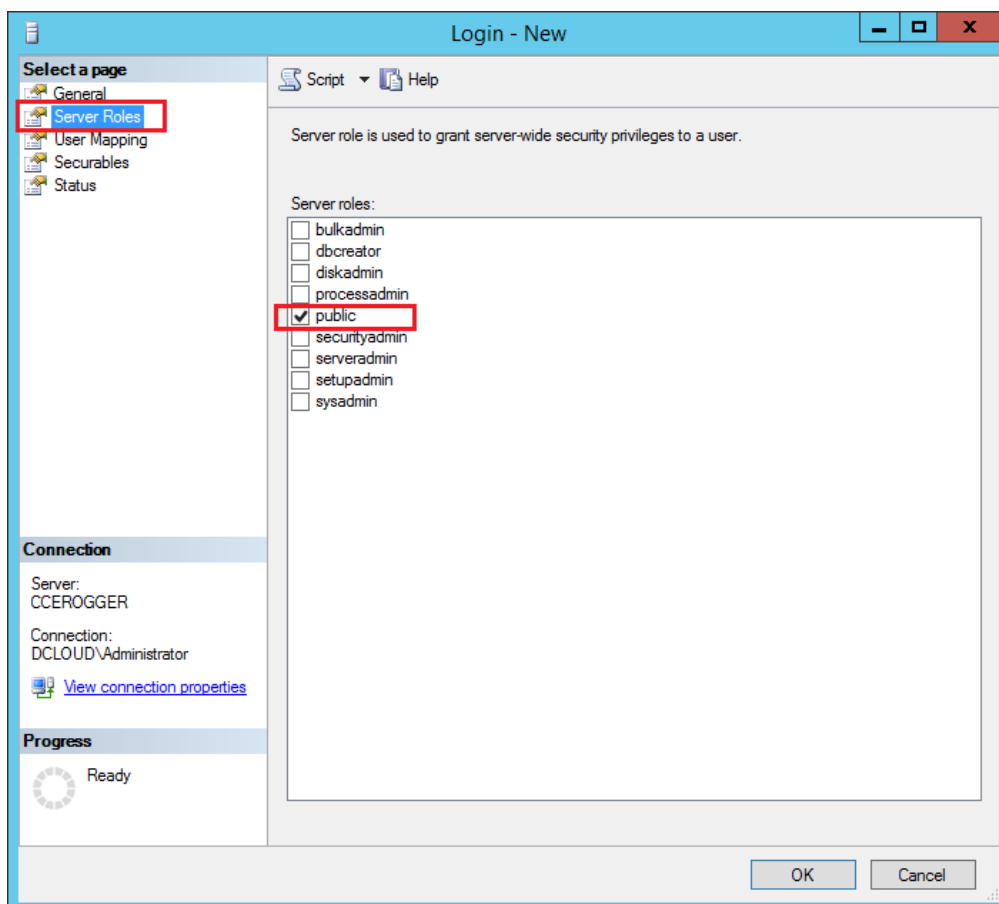 Login - New
X
Select a page
General
Server Roles
User Mapping
Securables
Status
Script Help
Server role is used to grant server-wide security privileges to a user.
Server roles:
bulkadmin
dbcreator
diskadmin
processadmin
public
securityadmin
serveradmin
setupadmin
sysadmin
Connection
Server:
CCEROGGER
Connection:
DCLOUD\Administrator
View connection properties
Progress
Ready
OK Cancel